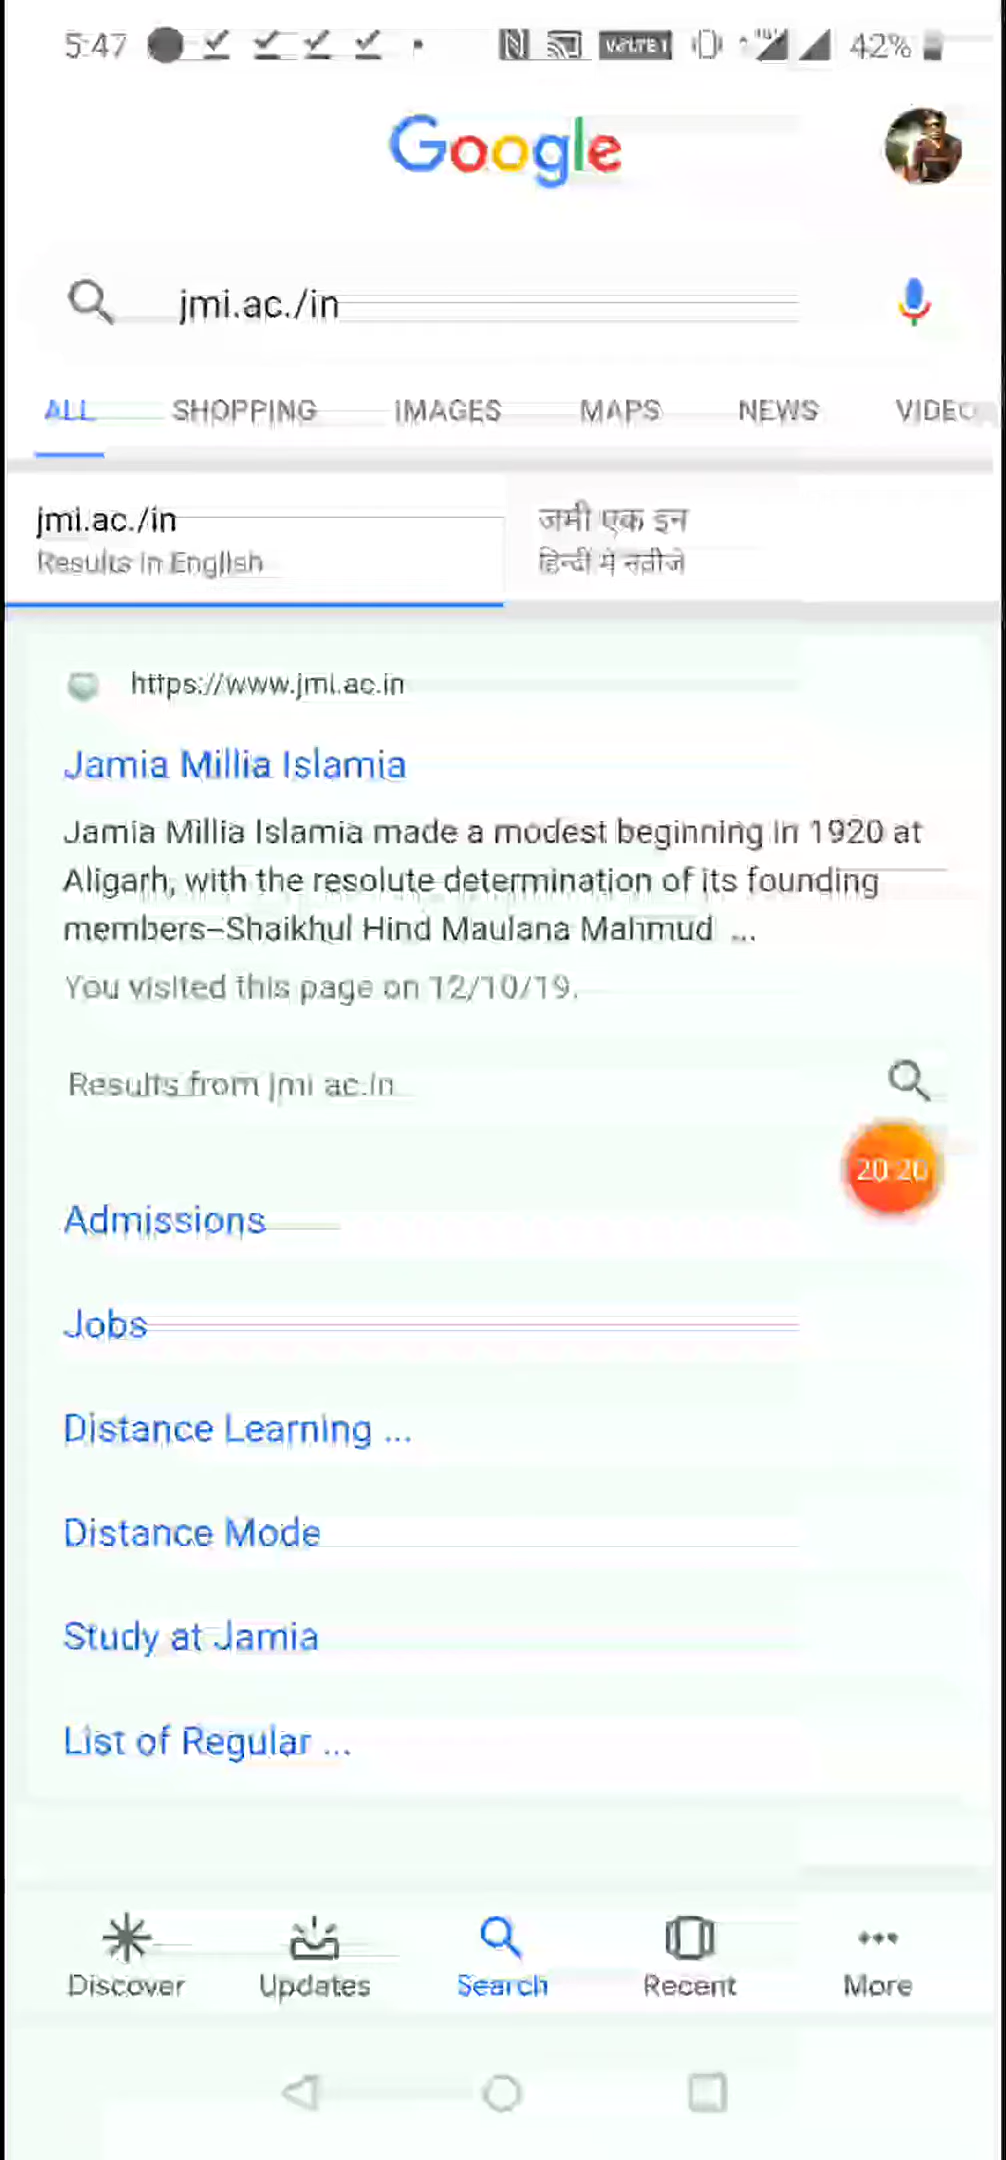 5:47 VoLTE1 42%
Google
jmi.ac./in
ALL SHOPPING IMAGES MAPS NEWS VIDEO
jmi.ac./in
Results in English
जमी एक इन
हिन्दी में नतीजे
https://www.jmi.ac.in
Jamia Millia Islamia
Jamia Millia Islamia made a modest beginning in 1920 at
Aligarh, with the resolute determination of its founding
members–Shaikhul Hind Maulana Mahmud ...
You visited this page on 12/10/19.
Results from jmi.ac.in
20:20
Admissions
Jobs
Distance Learning ...
Distance Mode
Study at Jamia
List of Regular ...
Discover Updates Search Recent More